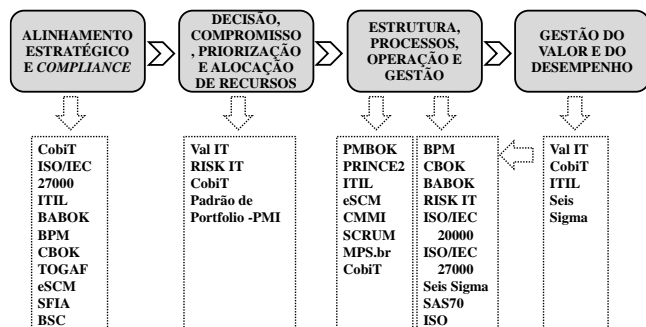 ALINHAMENTO
ESTRATÉGICO
E COMPLIANCE
DECISÃO,
COMPROMISSO
, PRIORIZAÇÃO
E ALOCAÇÃO
DE RECURSOS
ESTRUTURA,
PROCESSOS,
OPERAÇÃO E
GESTÃO
GESTÃO DO
VALOR E DO
DESEMPENHO
CobiT
ISO/IEC
27000
ITIL
BABOK
BPM
CBOK
TOGAF
eSCM
SFIA
BSC
Val IT
RISK IT
CobiT
Padrão de
Portfolio -PMI
PMBOK
PRINCE2
ITIL
eSCM
CMMI
SCRUM
MPS.br
CobiT
BPM
CBOK
BABOK
RISK IT
ISO/IEC
20000
ISO/IEC
27000
Seis Sigma
SAS70
ISO
Val IT
CobiT
ITIL
Seis
Sigma